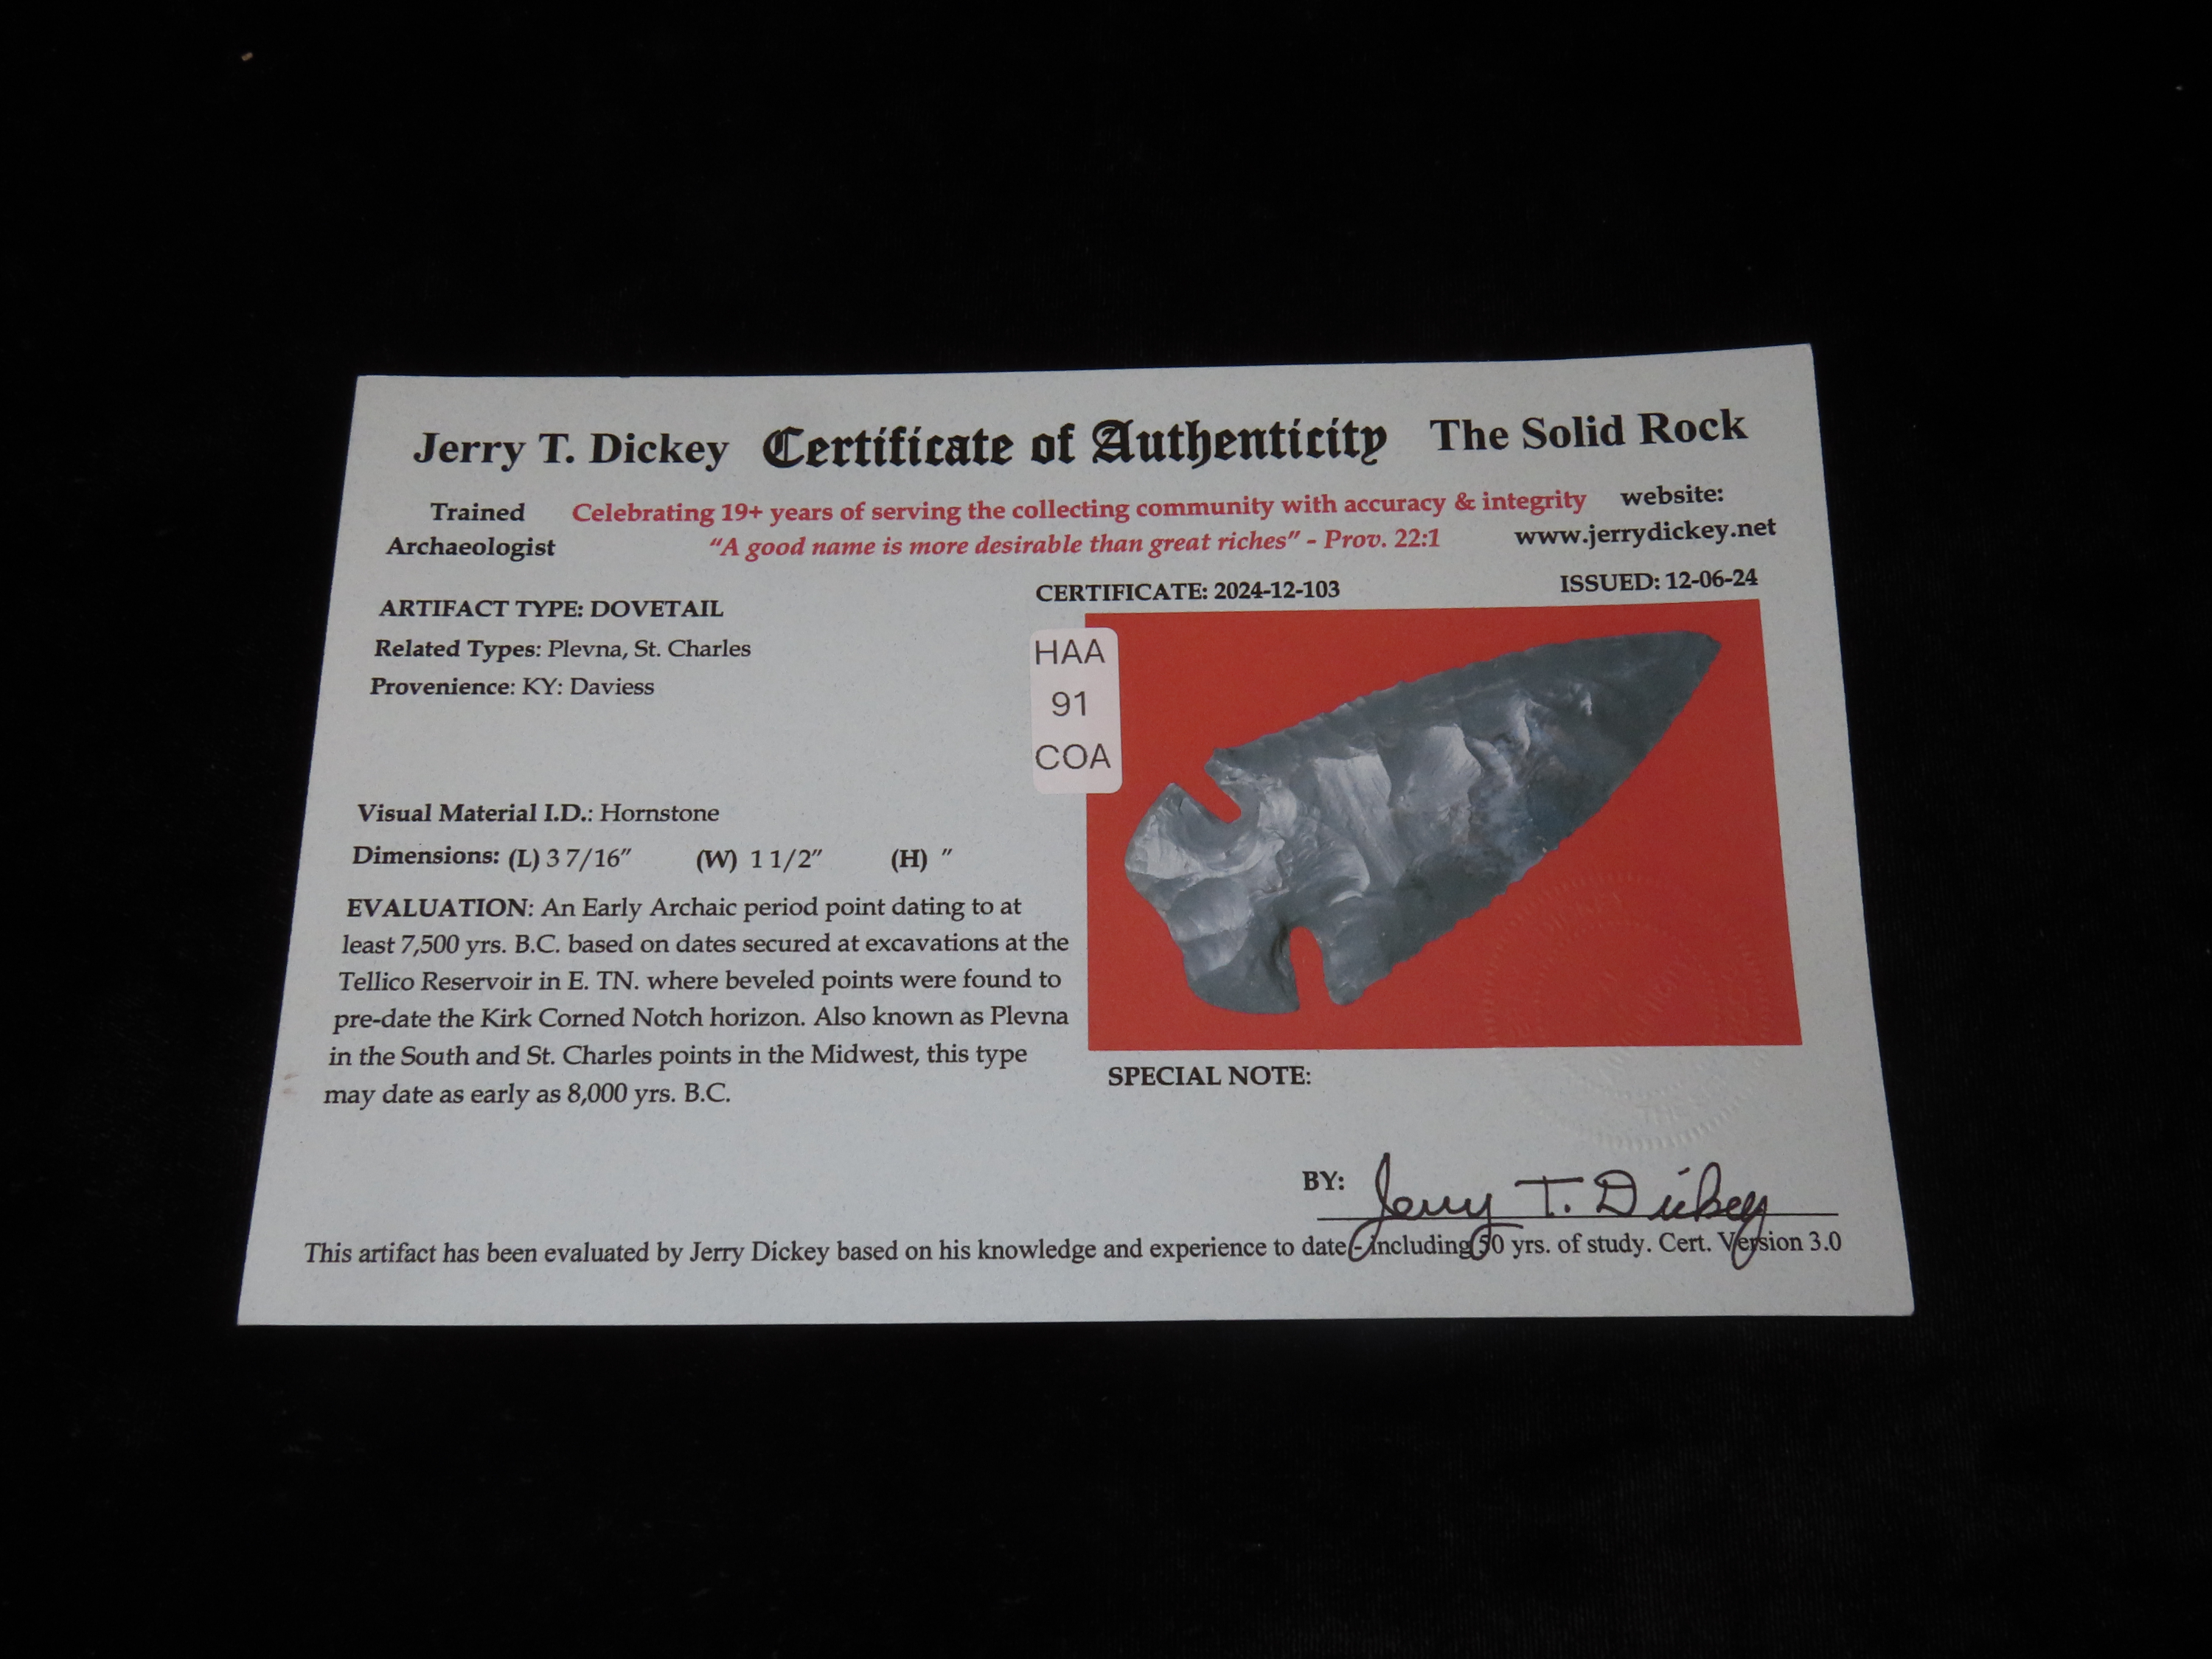 Jerry T. Dickey Certificate of Authenticity The Solid Rock
Trained Archaeologist
Celebrating 19+ years of serving the collecting community with accuracy & integrity
"A good name is more desirable than great riches" - Prov. 22:1
website:
www.jerrydickey.net
ARTIFACT TYPE: DOVETAIL
Related Types: Plevna, St. Charles
Provenience: KY: Daviess
CERTIFICATE: 2024-12-103
ISSUED: 12-06-24
HAA
91
COA
Visual Material I.D.: Hornstone
Dimensions: (L) 3 7/16" (W) 1 1/2" (H) "
EVALUATION: An Early Archaic period point dating to at
least 7,500 yrs. B.C. based on dates secured at excavations at the
Tellico Reservoir in E. TN. where beveled points were found to
pre-date the Kirk Corned Notch horizon. Also known as Plevna
in the South and St. Charles points in the Midwest, this type
may date as early as 8,000 yrs. B.C.
SPECIAL NOTE:
BY: Jerry T. Dickey
This artifact has been evaluated by Jerry Dickey based on his knowledge and experience to date - including 50 yrs. of study. Cert. Version 3.0